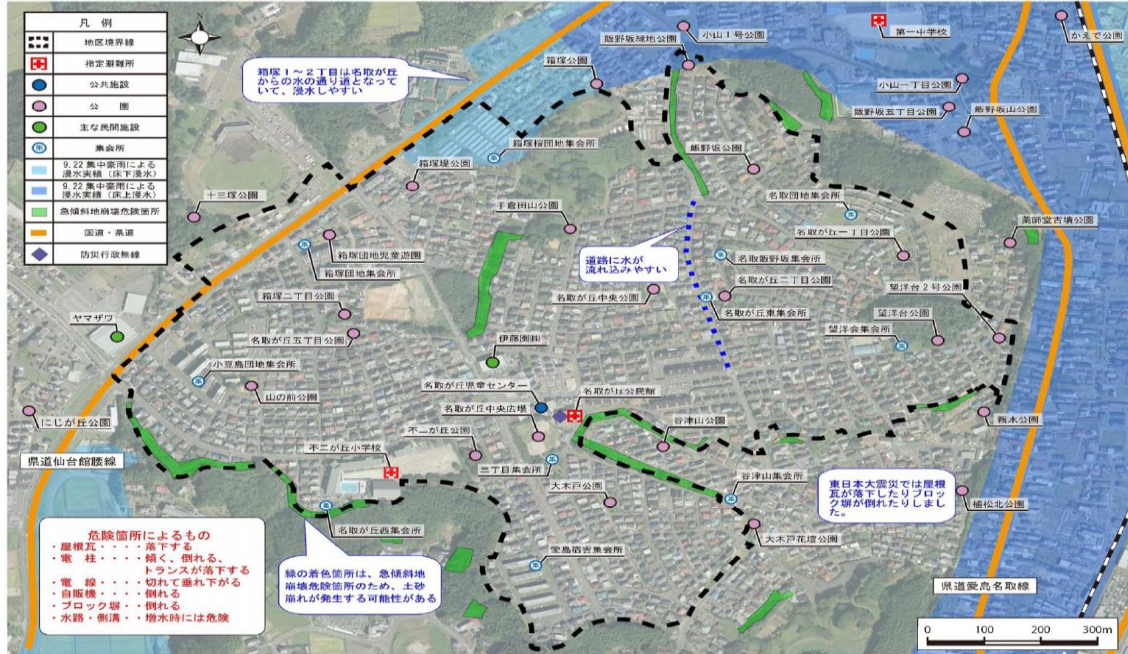 凡 例
地区境界線
指定避難所
公共施設
公 園
主な民間施設
集 集会所
9.22 集中豪雨による
浸水実績（床下浸水）
9.22 集中豪雨による
浸水実績（床上浸水）
急傾斜地崩壊危険箇所
国道・県道
防災行政無線
N
箱塚１～２丁目は名取が丘
からの水の通り道となって
いて、浸水しやすい
飯野坂緑地公園
小山１号公園
第一中学校
かえで公園
箱塚公園
小山一丁目公園
飯野坂五丁目公園
飯野坂山公園
箱塚桜団地集会所
箱塚堤公園
飯野坂公園
十三塚公園
手倉田山公園
名取団地集会所
薬師堂古墳公園
名取が丘一丁目公園
箱塚団地児童遊園
箱塚団地集会所
道路に水が
流れ込みやすい
名取飯野坂集会所
名取が丘二丁目公園
望洋台２号公園
箱塚二丁目公園
名取が丘中央公園
名取が丘東集会所
望洋台公園
望洋会集会所
ヤマザワ
名取が丘五丁目公園
伊藤園㈱
小豆島団地集会所
山の前公園
名取が丘児童センター
名取が丘公民館
名取が丘中央広場
にじが丘公園
不二が丘公園
谷津山公園
親水公園
県道仙台館腰線
不二が丘小学校
三丁目集会所
谷津山集会所
大木戸公園
東日本大震災では屋根
瓦が落下したりブロッ
ク塀が倒れたりしまし
た。
植松北公園
名取が丘西集会所
大木戸花壇公園
危険箇所によるもの
・屋根瓦・・・・落下する
・電 柱・・・・傾く、倒れる、
トランスが落下する
・電 線・・・・切れて垂れ下がる
・自販機・・・・倒れる
・ブロック塀・・倒れる
・水路・側溝・・増水時には危険
緑の着色箇所は、急傾斜地
崩壊危険箇所のため、土砂
崩れが発生する可能性がある
県道愛島名取線
0 100 200 300m